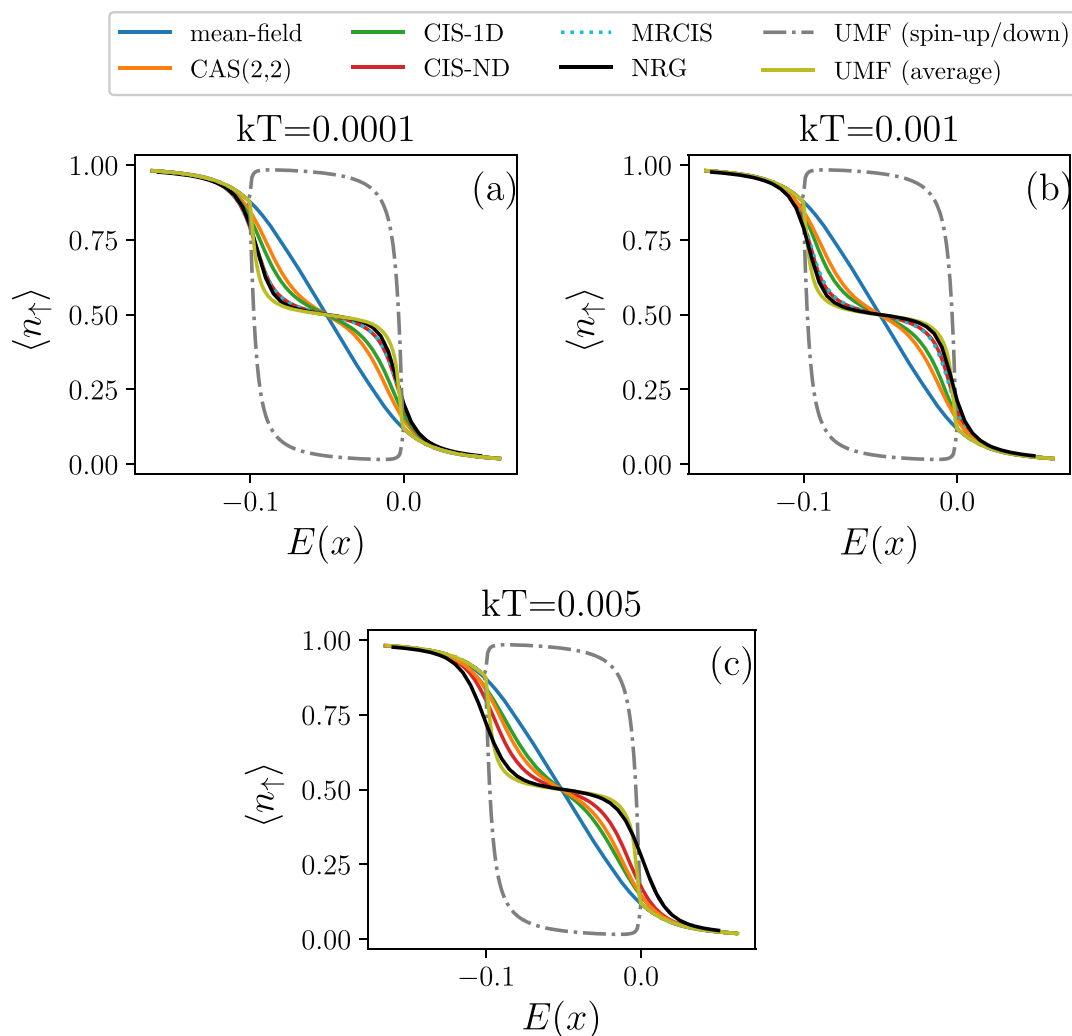 mean-field CIS-1D MRCIS UMF (spin-up/down)
CAS(2,2) CIS-ND NRG UMF (average)
kT=0.0001
(a)
1.00
0.75
0.50
0.25
0.00
⟨n↑⟩
−0.1 0.0
E(x)
kT=0.001
(b)
1.00
0.75
0.50
0.25
0.00
⟨n↑⟩
−0.1 0.0
E(x)
kT=0.005
(c)
1.00
0.75
0.50
0.25
0.00
⟨n↑⟩
−0.1 0.0
E(x)